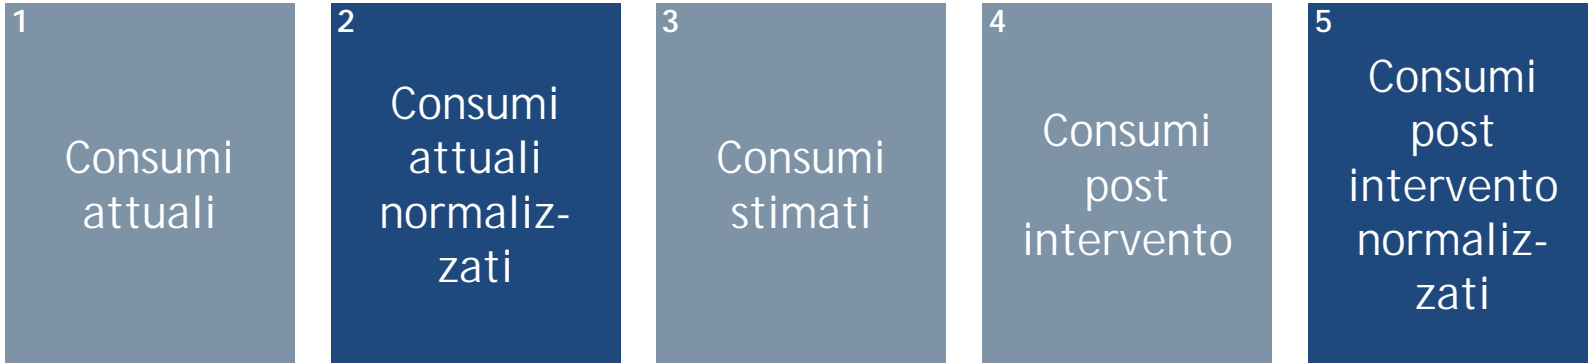 1
Consumi
attuali
2
Consumi
attuali
normaliz-
zati
3
Consumi
stimati
4
Consumi
post
intervento
5
Consumi
post
intervento
normaliz-
zati